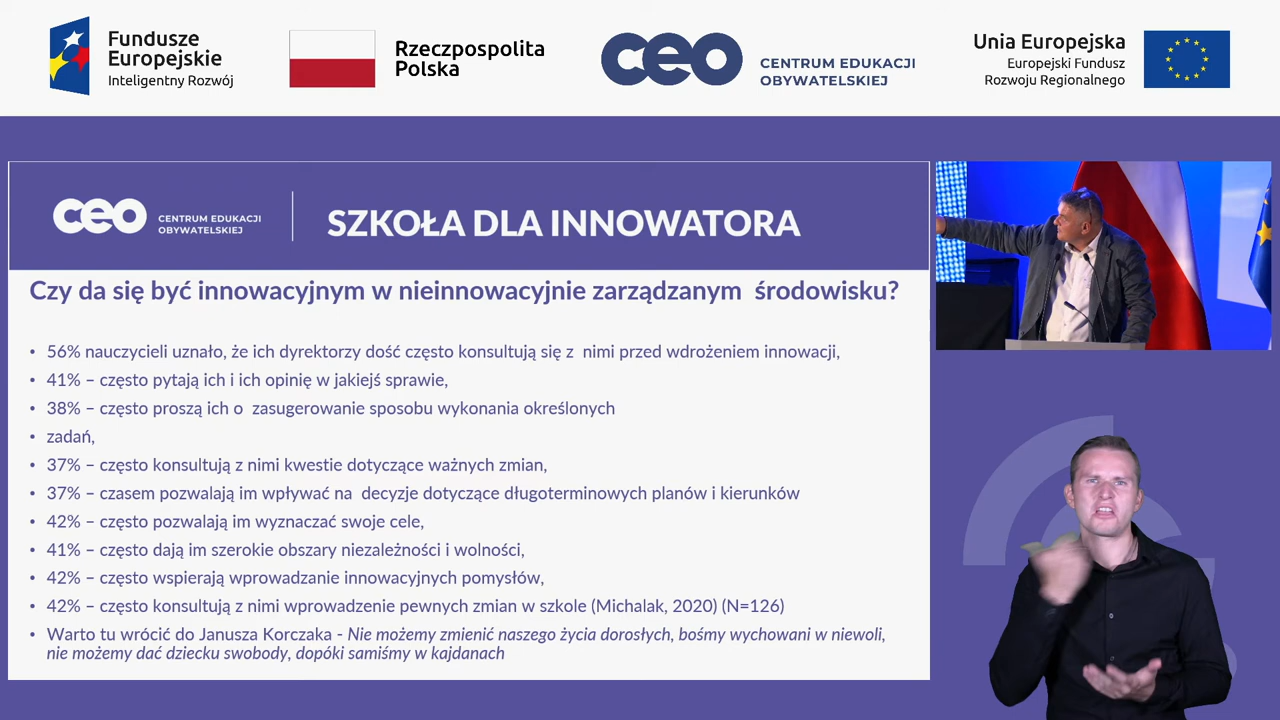 Fundusze
Europejskie
Inteligentny Rozwój
Rzeczpospolita
Polska
ceo
CENTRUM EDUKACJI
OBYWATELSKIEJ
Unia Europejska
Europejski Fundusz
Rozwoju Regionalnego
ceo
CENTRUM EDUKACJI
OBYWATELSKIEJ
SZKOŁA DLA INNOWATORA
Czy da się być innowacyjnym w nieinnowacyjnie zarządzanym środowisku?
• 56% nauczycieli uznało, że ich dyrektorzy dość często konsultują się z nimi przed wdrożeniem innowacji,
• 41% – często pytają ich i ich opinię w jakiejś sprawie,
• 38% – często proszą ich o zasugerowanie sposobu wykonania określonych
• zadań,
• 37% – często konsultują z nimi kwestie dotyczące ważnych zmian,
• 37% – czasem pozwalają im wpływać na decyzje dotyczące długoterminowych planów i kierunków
• 42% – często pozwalają im wyznaczać swoje cele,
• 41% – często dają im szerokie obszary niezależności i wolności,
• 42% – często wspierają wprowadzanie innowacyjnych pomysłów,
• 42% – często konsultują z nimi wprowadzenie pewnych zmian w szkole (Michalak, 2020) (N=126)
• Warto tu wrócić do Janusza Korczaka - Nie możemy zmienić naszego życia dorosłych, bośmy wychowani w niewoli,
nie możemy dać dziecku swobody, dopóki samiśmy w kajdanach